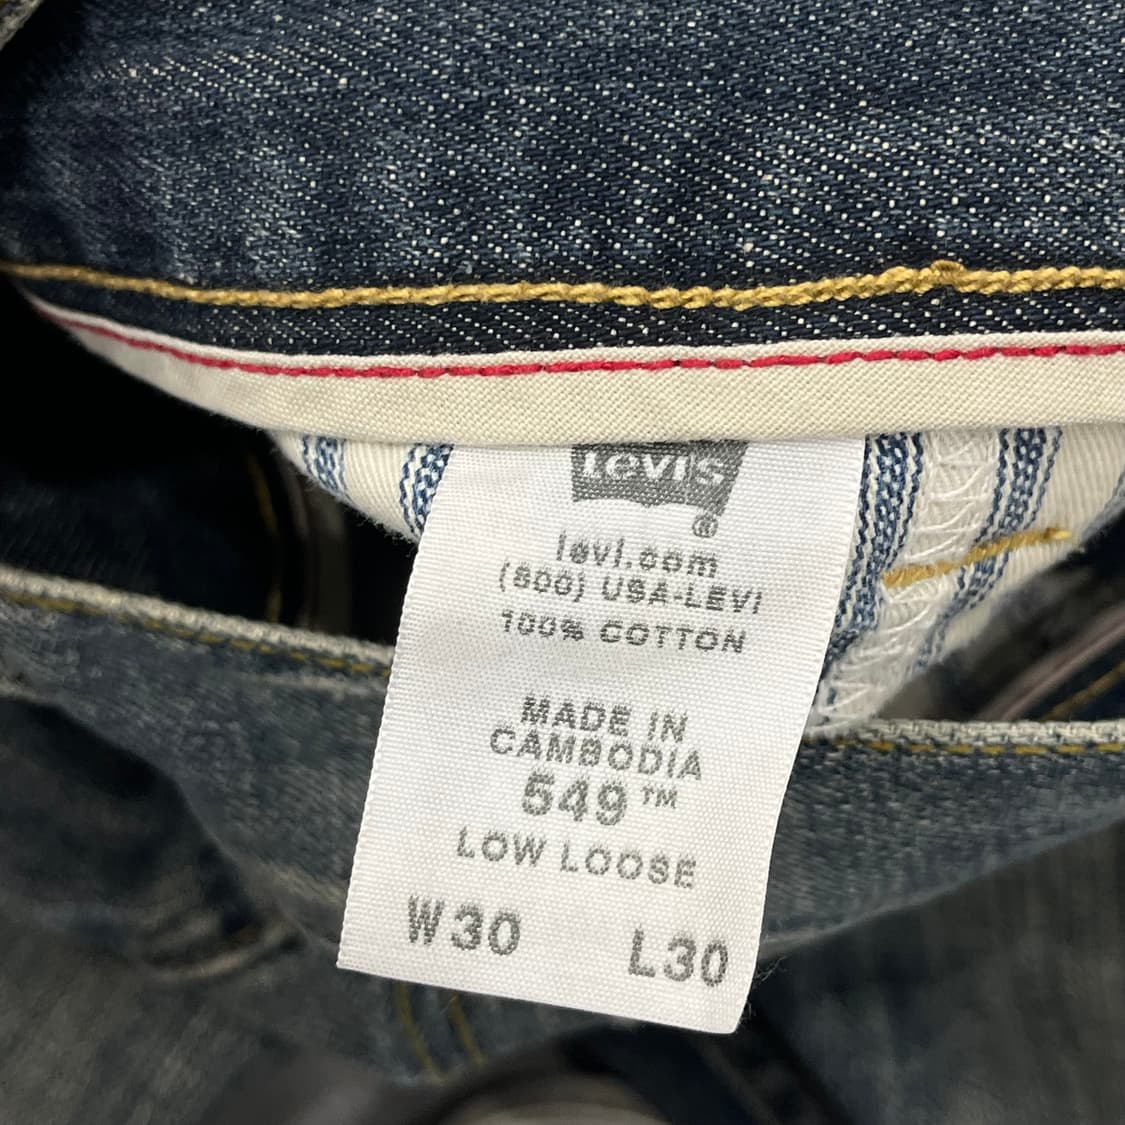 LEVI'S
®
levi.com
(800) USA-LEVI
100% COTTON
MADE IN
CAMBODIA
549™
LOW LOOSE
W30 L30